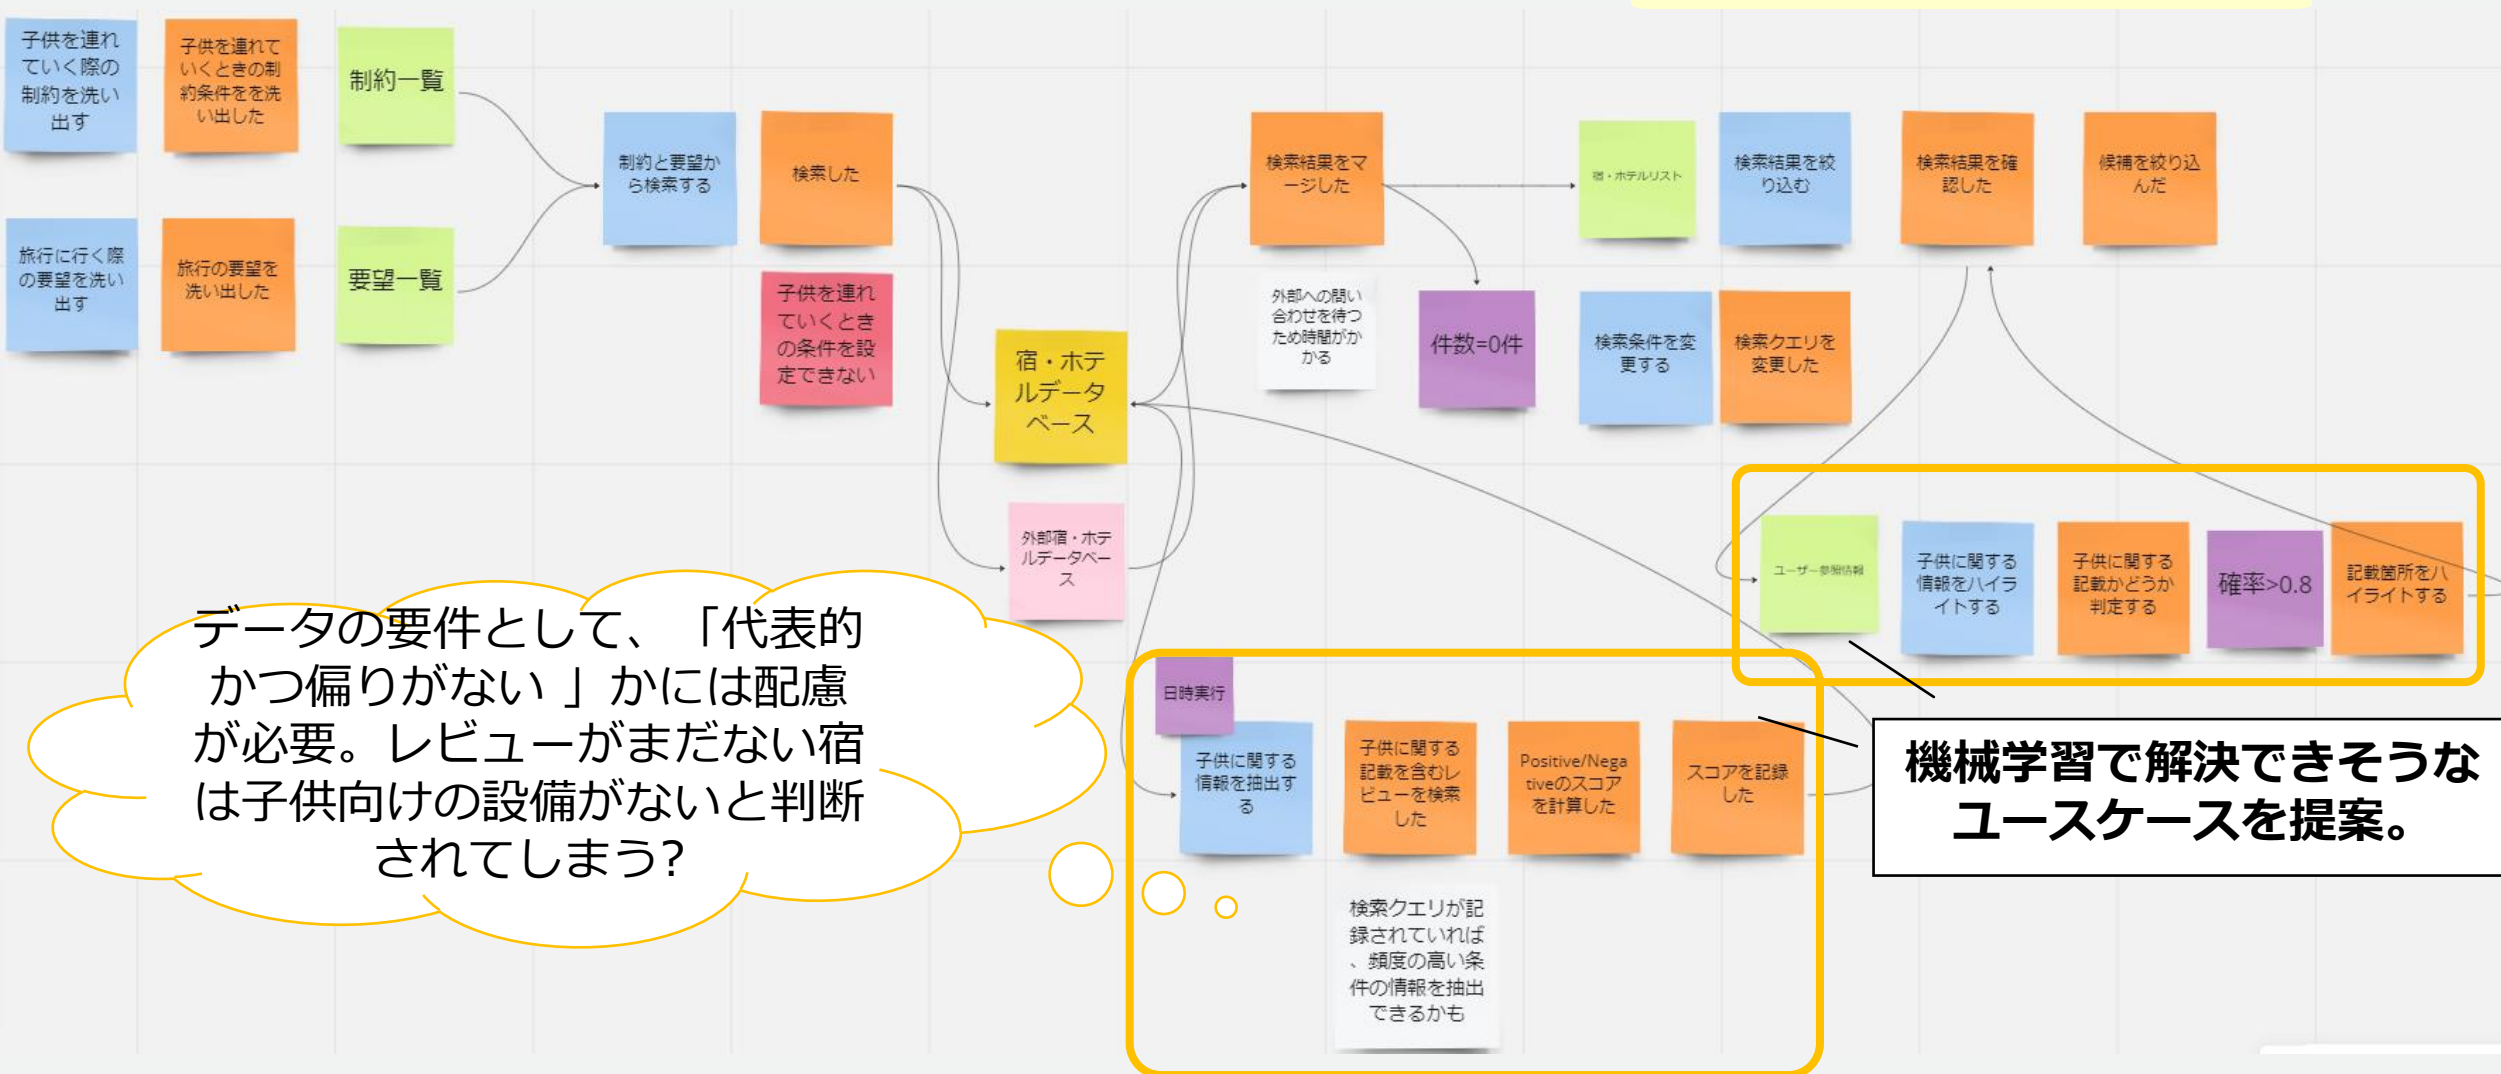 子供を連れ
ていく際の
制約を洗い
出す
子供を連れて
いくときの制
約条件をを洗
い出した
制約一覧
旅行に行く際
の要望を洗い
出す
旅行の要望を
洗い出した
要望一覧
制約と要望か
ら検索する
検索した
子供を連れ
ていくとき
の条件を設
定できない
宿・ホテ
ルデータ
ベース
外部宿・ホテ
ルデータベー
ス
検索結果をマ
ージした
外部への問い
合わせを待つ
ため時間がか
かる
件数=0件
宿・ホテルリスト
検索結果を絞
り込む
検索結果を確
認した
候補を絞り込
んだ
検索条件を変
更する
検索クエリを
変更した
ユーザー参照情報
子供に関する
情報をハイラ
イトする
子供に関する
記載かどうか
判定する
確率>0.8
記載箇所をハ
イライトする
データの要件として、「代表的
かつ偏りがない 」かには配慮
が必要。レビューがまだない宿
は子供向けの設備がないと判断
されてしまう?
日時実行
子供に関する
情報を抽出す
る
子供に関する
記載を含むレ
ビューを検索
した
Positive/Nega
tiveのスコア
を計算した
スコアを記録
した
検索クエリが記
録されていれば
、頻度の高い条
件の情報を抽出
できるかも
機械学習で解決できそうな
ユースケースを提案。